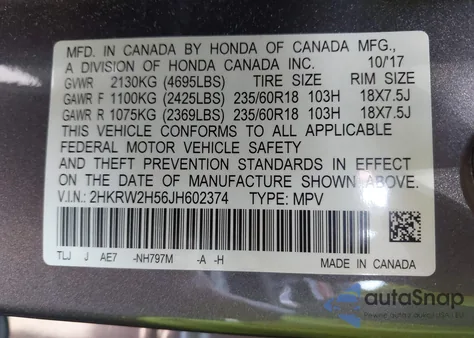 MFD. IN CANADA BY HONDA OF CANADA MFG.,
A DIVISION OF HONDA CANADA INC. 10/'17
GVWR 2130KG (4695LBS) TIRE SIZE RIM SIZE
GAWR F 1100KG (2425LBS) 235/60R18 103H 18X7.5J
GAWR R 1075KG (2369LBS) 235/60R18 103H 18X7.5J
THIS VEHICLE CONFORMS TO ALL APPLICABLE
FEDERAL MOTOR VEHICLE SAFETY
AND THEFT PREVENTION STANDARDS IN EFFECT
ON THE DATE OF MANUFACTURE SHOWN ABOVE.
V.I.N.: 2HKRW2H56JH602374 TYPE: MPV
TLJ J AE7 -NH797M -A -H
MADE IN CANADA
autoSnap